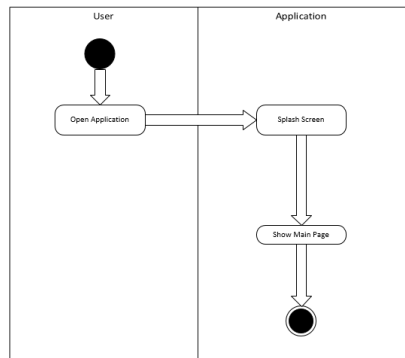 User
Application
Open Application
Splash Screen
Show Main Page